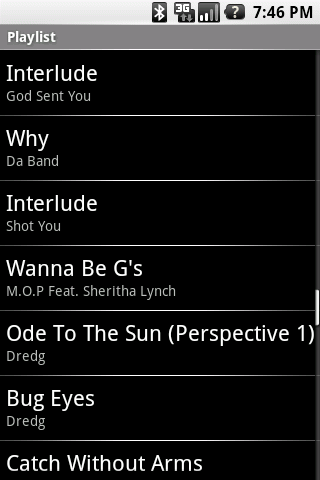 3G
?
7:46 PM
Playlist
Interlude
God Sent You
Why
Da Band
Interlude
Shot You
Wanna Be G's
M.O.P Feat. Sheritha Lynch
Ode To The Sun (Perspective 1)
Dredg
Bug Eyes
Dredg
Catch Without Arms